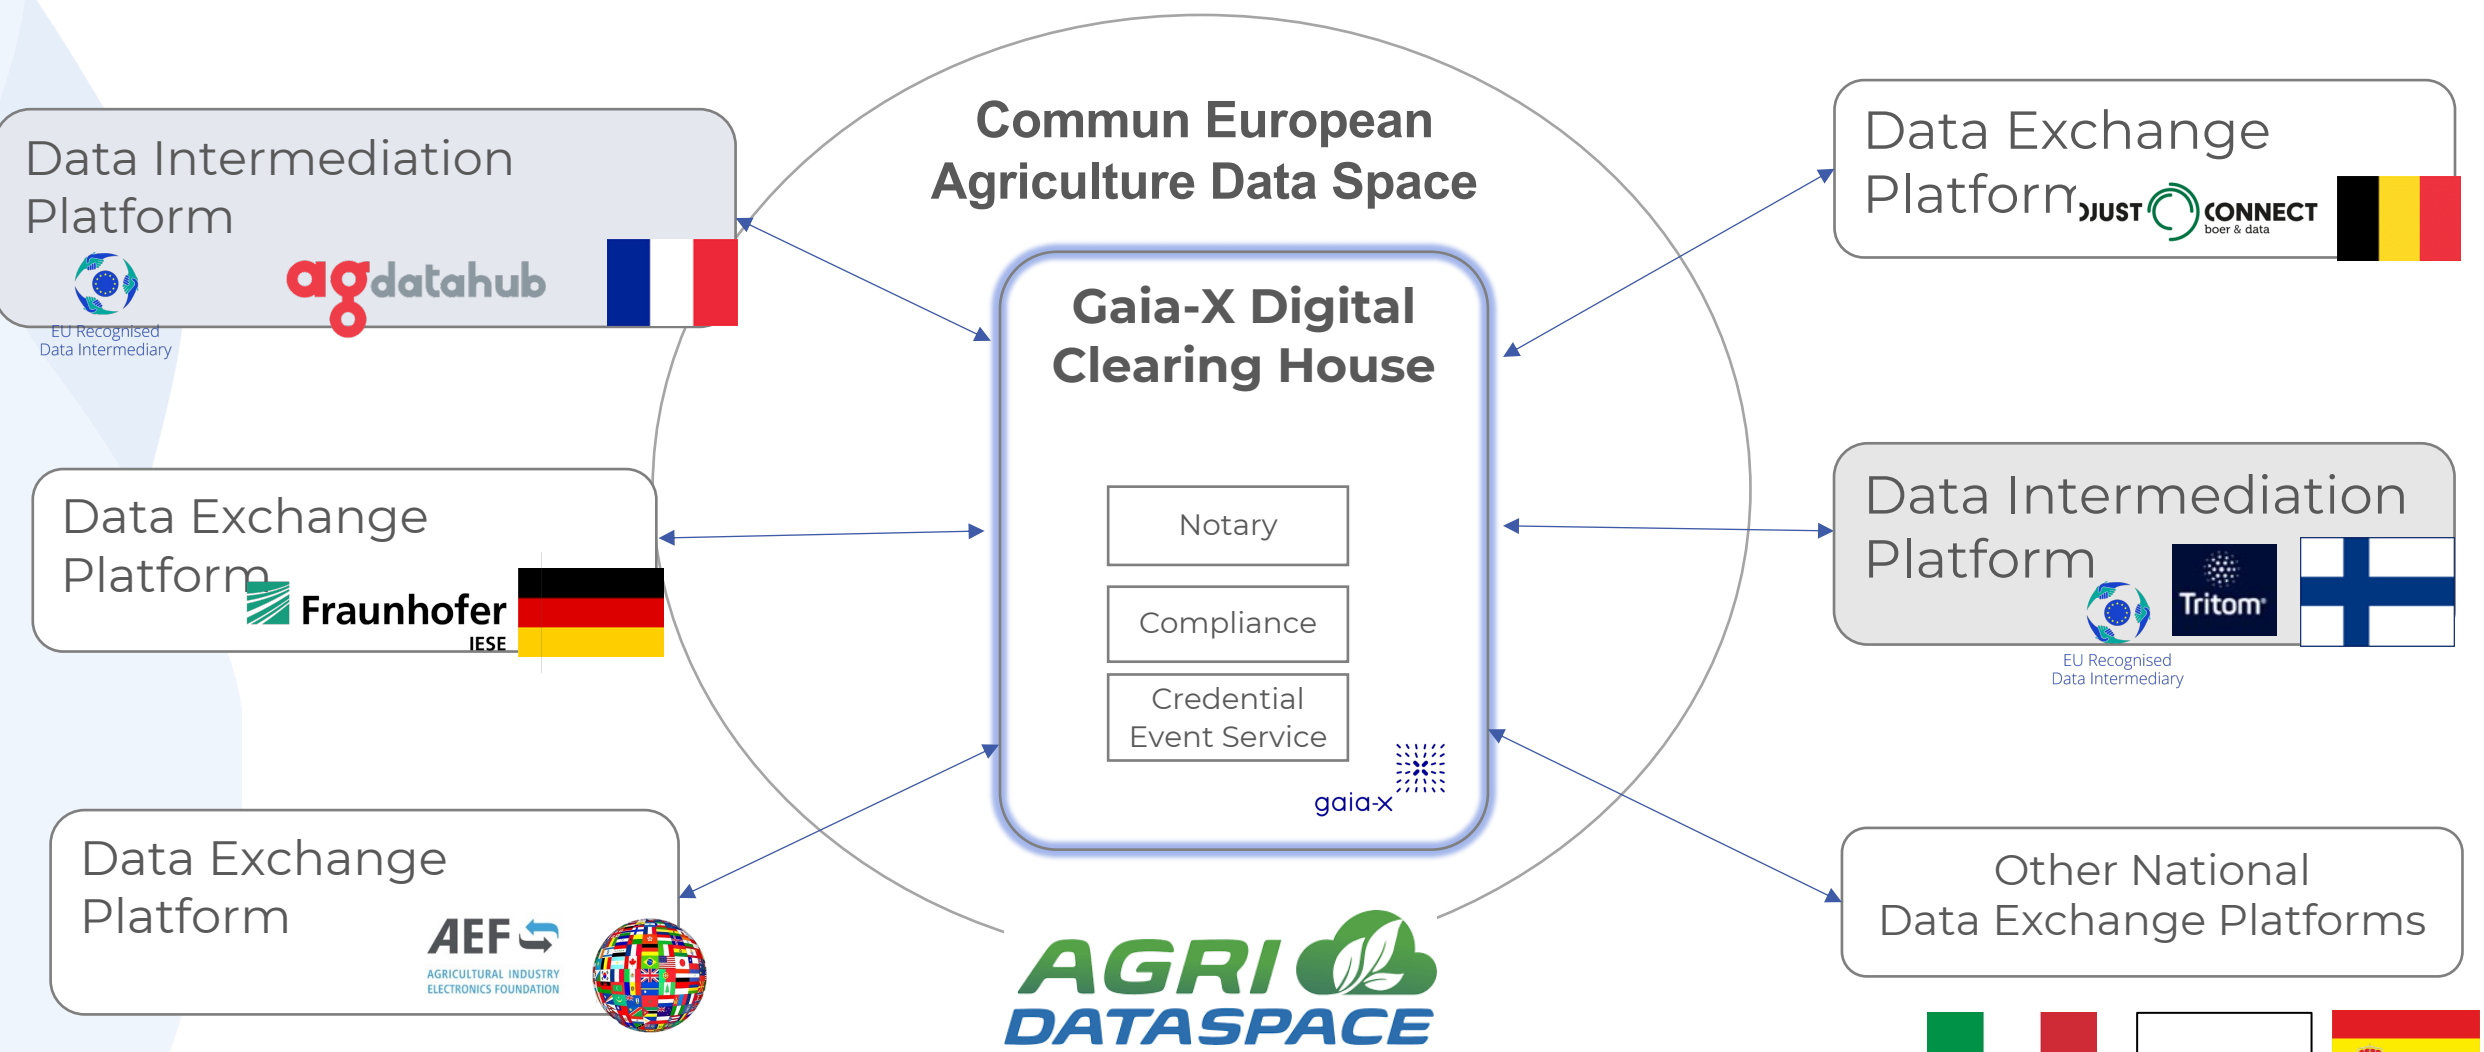 Commun European
Agriculture Data Space
Data Intermediation
Platform
EU Recognised
Data Intermediary
agdatahub
Data Exchange
Platform
Fraunhofer
IESE
Data Exchange
Platform
AEF
AGRICULTURAL INDUSTRY
ELECTRONICS FOUNDATION
Gaia-X Digital
Clearing House
Notary
Compliance
Credential
Event Service
gaia-x
AGRI
DATASPACE
Data Exchange
Platform
DJUST CONNECT
boer & data
Data Intermediation
Platform
Tritom
EU Recognised
Data Intermediary
Other National
Data Exchange Platforms